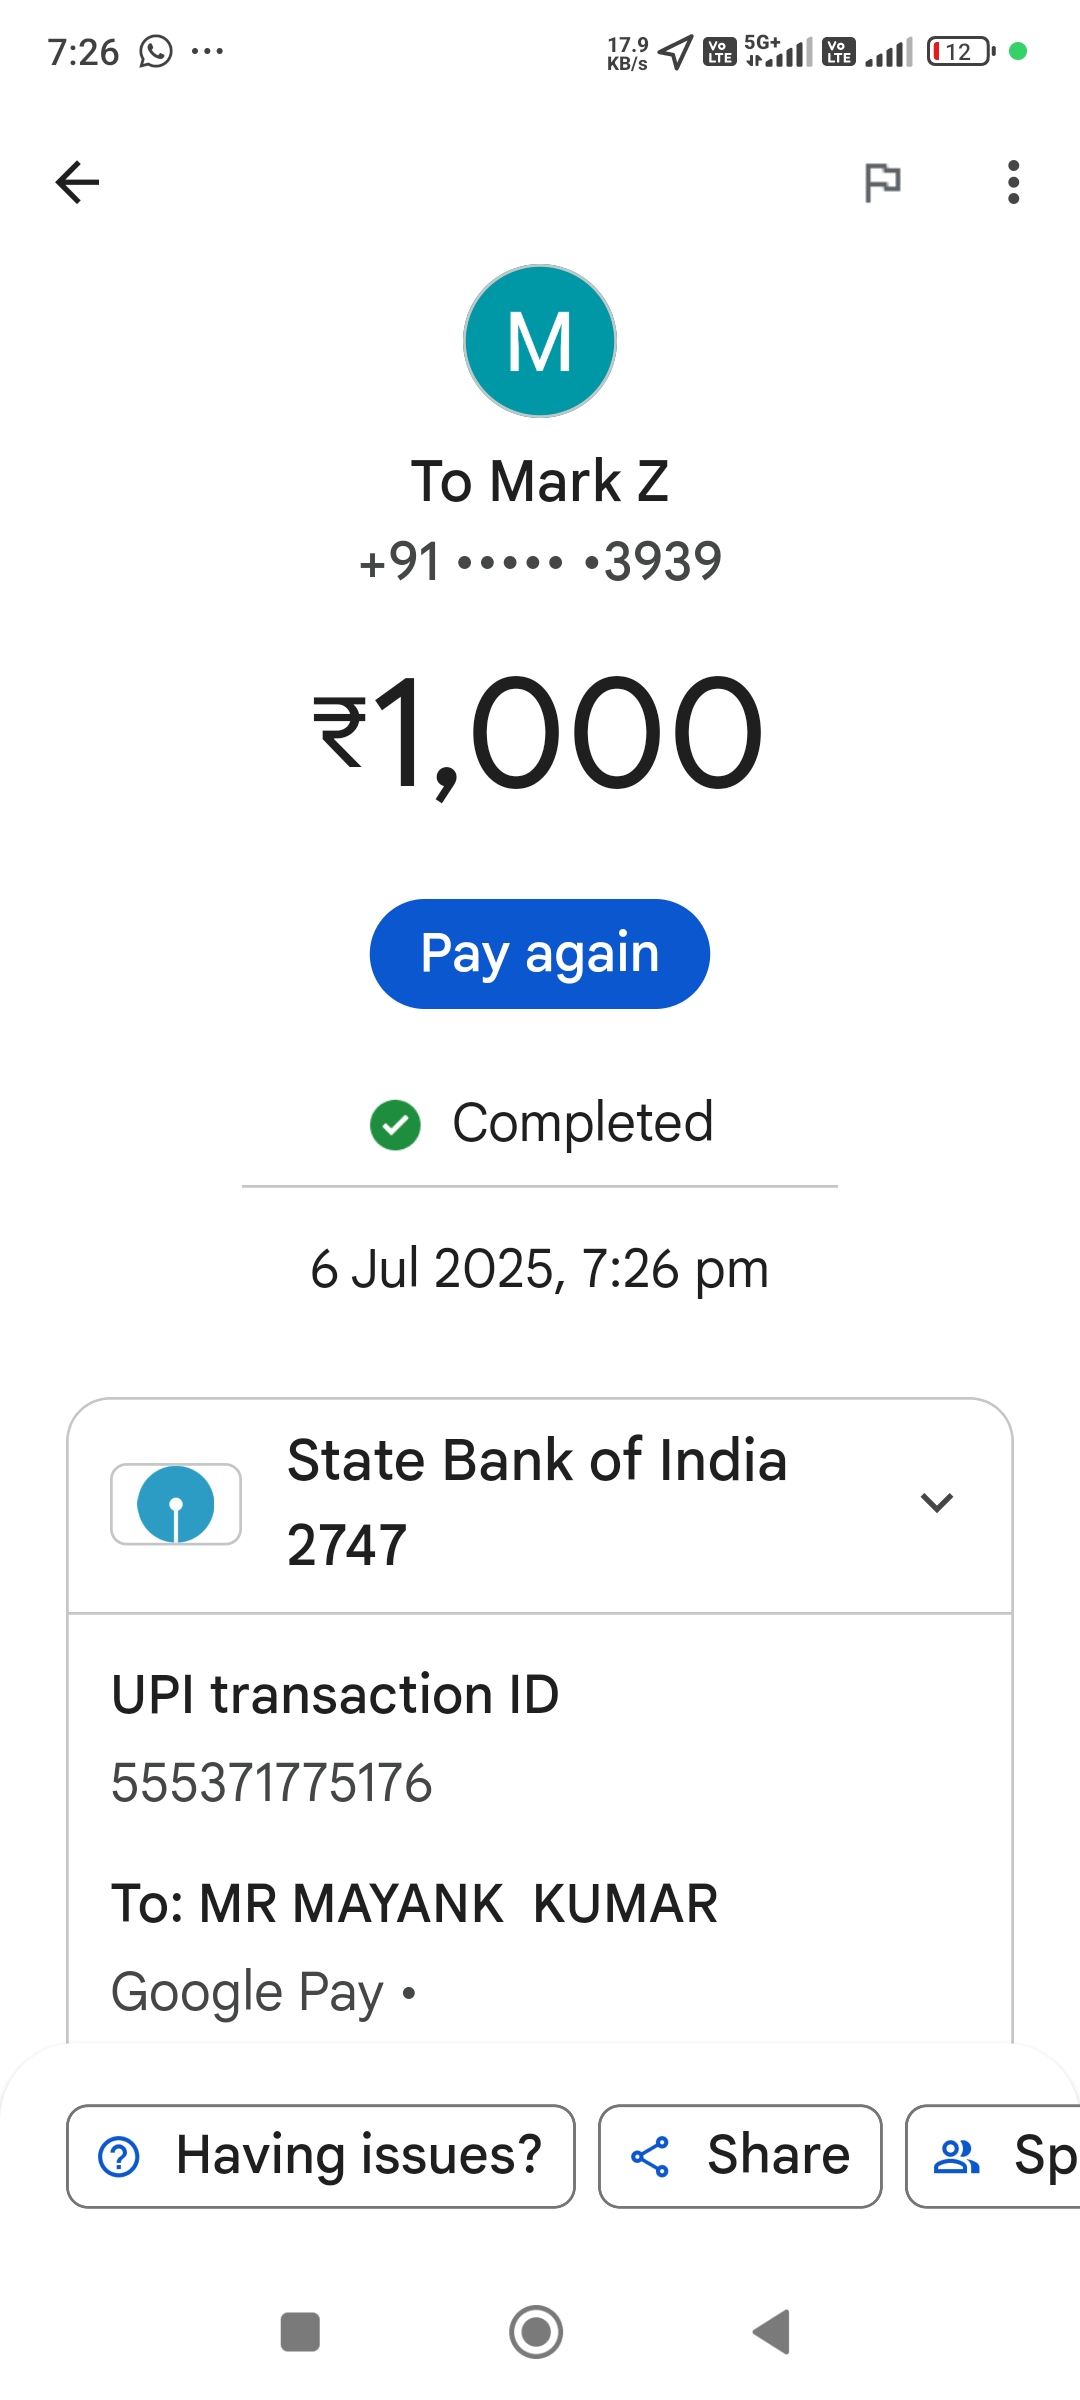 7:26
17.9 KB/s
Vo LTE 5G+ Vo LTE 12
M
To Mark Z
+91 ••••• •3939
₹1,000
Pay again
Completed
6 Jul 2025, 7:26 pm
State Bank of India
2747
UPI transaction ID
555371775176
To: MR MAYANK  KUMAR
Google Pay •
Having issues?
Share
Sp